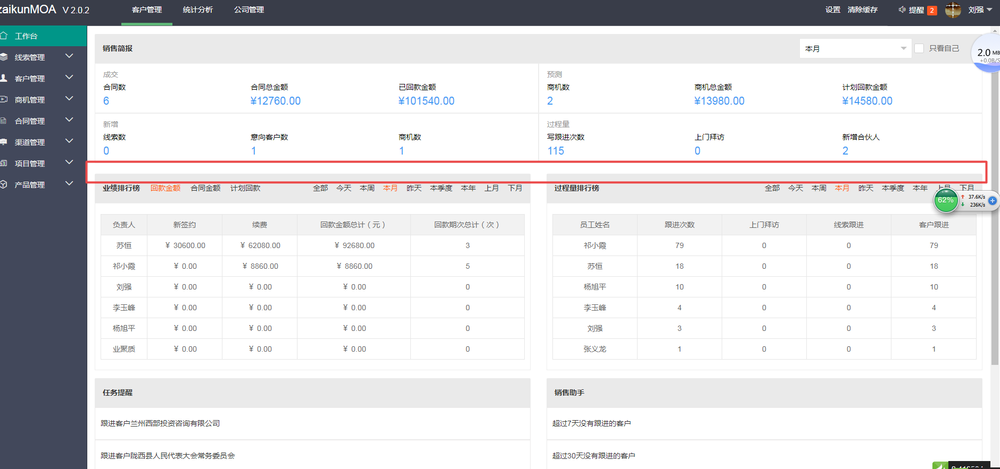 zaikunMOA V 2.0.2 客户管理 统计分析 公司管理 设置 清除缓存 提醒 2 刘强
工作台
线索管理
客户管理
商机管理
合同管理
渠道管理
项目管理
产品管理
销售简报 本月 只看自己
2.0 MB
+0.0B/S
成交
合同数 合同总金额 已回款金额
6 ¥12760.00 ¥101540.00
预测
商机数 商机总金额 计划回款金额
2 ¥13980.00 ¥14580.00
新增
线索数 意向客户数 商机数
0 1 1
过程量
写跟进次数 上门拜访 新增合伙人
115 0 2
业绩排行榜 回款金额 合同金额 计划回款 全部 今天 本周 本月 昨天 本季度 本年 上月 下月
负责人 新签约 续费 回款金额总计（元） 回款期次总计（次）
苏恒 ¥ 30600.00 ¥ 62080.00 ¥ 92680.00 3
祁小霞 ¥ 0.00 ¥ 8860.00 ¥ 8860.00 5
刘强 ¥ 0.00 ¥ 0.00 ¥ 0.00 0
李玉峰 ¥ 0.00 ¥ 0.00 ¥ 0.00 0
杨旭平 ¥ 0.00 ¥ 0.00 ¥ 0.00 0
业聚质 ¥ 0.00 ¥ 0.00 ¥ 0.00 0
过程量排行榜 全部 今天 本周 本月 昨天 本季度 本年 上月 下月
62% 37.6K/s
236K/s
员工姓名 跟进次数 上门拜访 线索跟进 客户跟进
祁小霞 79 0 0 79
苏恒 18 0 0 18
杨旭平 10 0 0 10
李玉峰 4 0 0 4
刘强 3 0 0 3
张义龙 1 0 0 1
任务提醒
跟进客户兰州西部投资咨询有限公司
跟进客户陇西县人民代表大会常务委员会
销售助手
超过7天没有跟进的客户
超过30天没有跟进的客户